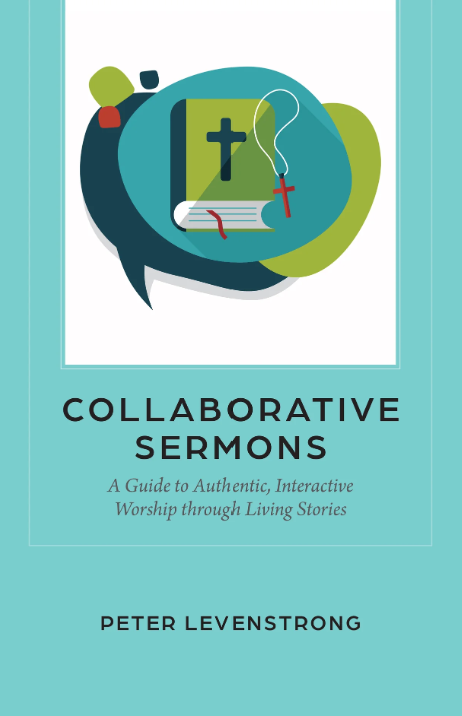 COLLABORATIVE
SERMONS
A Guide to Authentic, Interactive
Worship through Living Stories
PETER LEVENSTRONG